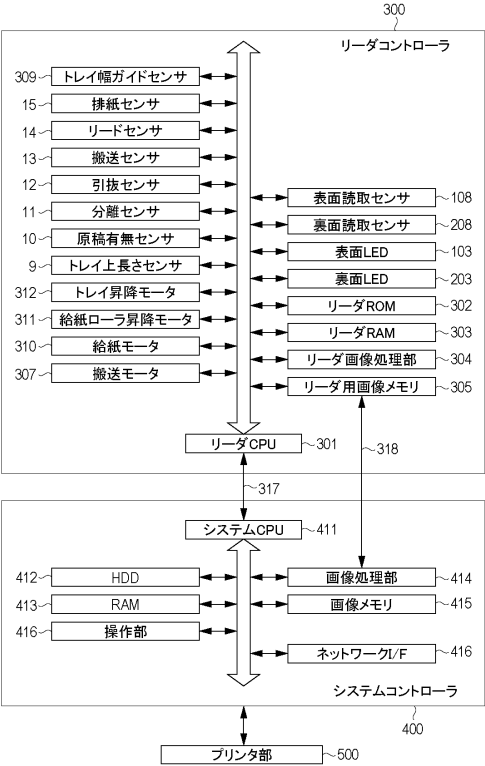 300
リーダコントローラ
309 トレイ幅ガイドセンサ
15 排紙センサ
14 リードセンサ
13 搬送センサ
12 引抜センサ
11 分離センサ
10 原稿有無センサ
9 トレイ上長さセンサ
312 トレイ昇降モータ
311 給紙ローラ昇降モータ
310 給紙モータ
307 搬送モータ
表面読取センサ 108
裏面読取センサ 208
表面LED 103
裏面LED 203
リーダROM 302
リーダRAM 303
リーダ画像処理部 304
リーダ用画像メモリ 305
リーダCPU 301
318
317
システムCPU 411
412 HDD
413 RAM
416 操作部
画像処理部 414
画像メモリ 415
ネットワークI/F 416
システムコントローラ
400
プリンタ部 500